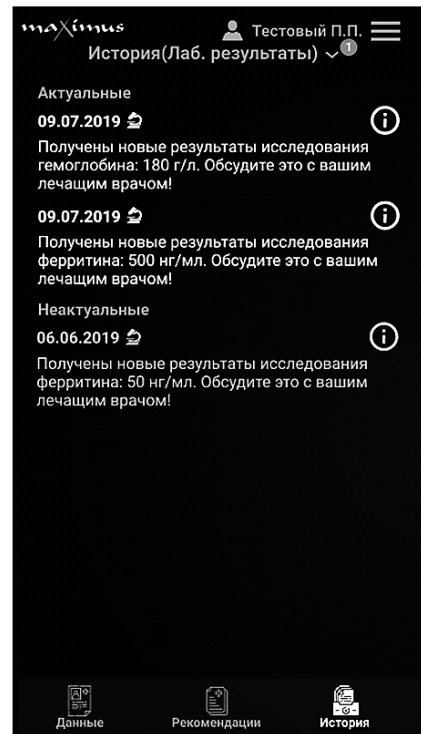 maximus
Тестовый П.П.
История(Лаб. результаты)
1
Актуальные
09.07.2019
Получены новые результаты исследования
гемоглобина: 180 г/л. Обсудите это с вашим
лечащим врачом!
09.07.2019
Получены новые результаты исследования
ферритина: 500 нг/мл. Обсудите это с вашим
лечащим врачом!
Неактуальные
06.06.2019
Получены новые результаты исследования
ферритина: 50 нг/мл. Обсудите это с вашим
лечащим врачом!
Данные
Рекомендации
История